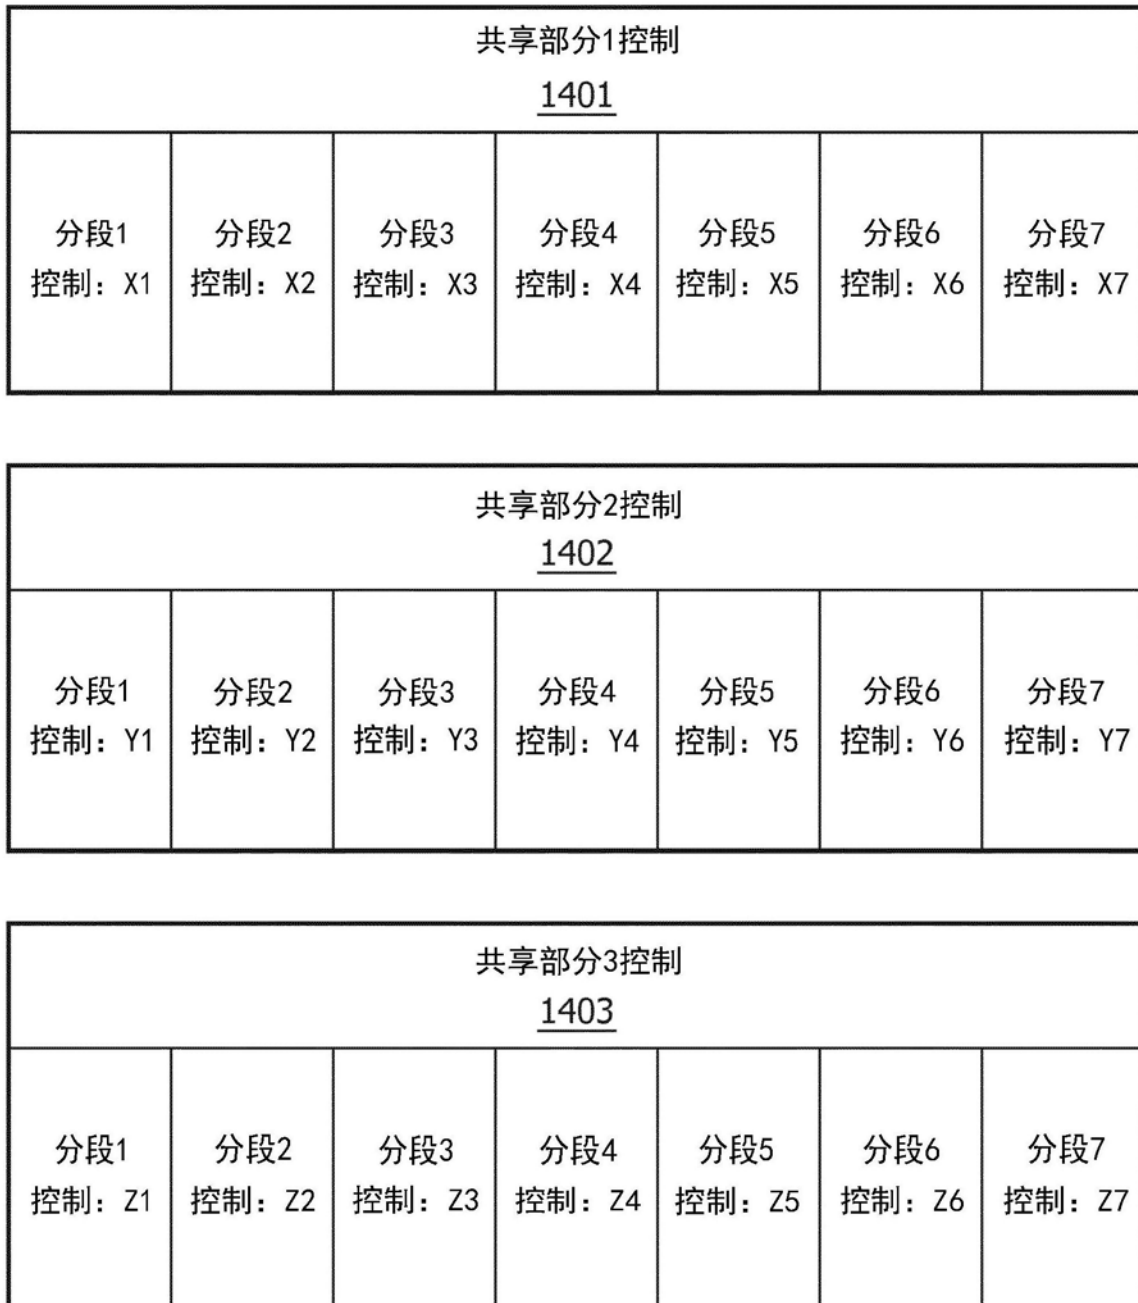 共享部分1控制
1401
分段1 分段2 分段3 分段4 分段5 分段6 分段7
控制：X1 控制：X2 控制：X3 控制：X4 控制：X5 控制：X6 控制：X7
共享部分2控制
1402
分段1 分段2 分段3 分段4 分段5 分段6 分段7
控制：Y1 控制：Y2 控制：Y3 控制：Y4 控制：Y5 控制：Y6 控制：Y7
共享部分3控制
1403
分段1 分段2 分段3 分段4 分段5 分段6 分段7
控制：Z1 控制：Z2 控制：Z3 控制：Z4 控制：Z5 控制：Z6 控制：Z7